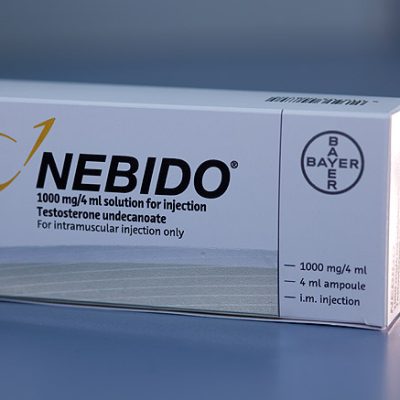 NEBIDO®
1000 mg/4 ml solution for injection
Testosterone undecanoate
For intramuscular injection only
BAYER
BAYER
— 1000 mg/4 ml
— 4 ml ampoule
— i.m. injection